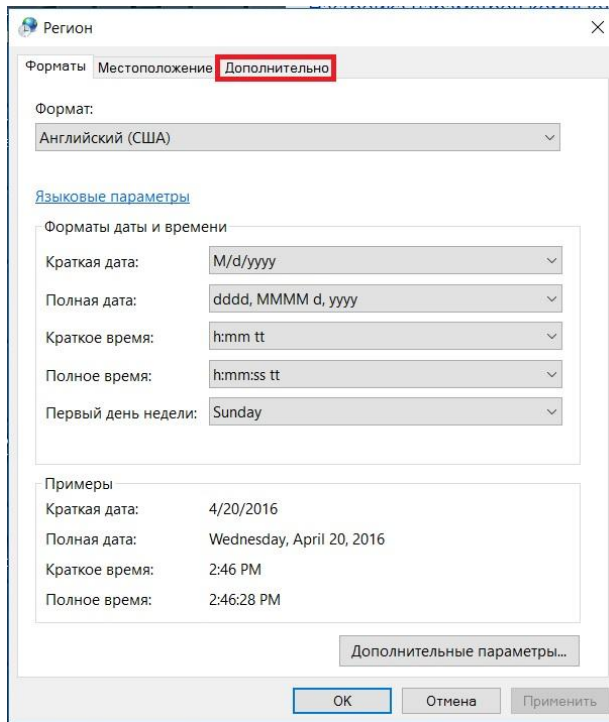 Регион
Форматы Местоположение Дополнительно
Формат:
Английский (США)
Языковые параметры
Форматы даты и времени
Краткая дата: M/d/yyyy
Полная дата: dddd, MMMM d, yyyy
Краткое время: h:mm tt
Полное время: h:mm:ss tt
Первый день недели: Sunday
Примеры
Краткая дата: 4/20/2016
Полная дата: Wednesday, April 20, 2016
Краткое время: 2:46 PM
Полное время: 2:46:28 PM
Дополнительные параметры...
ОК Отмена Применить